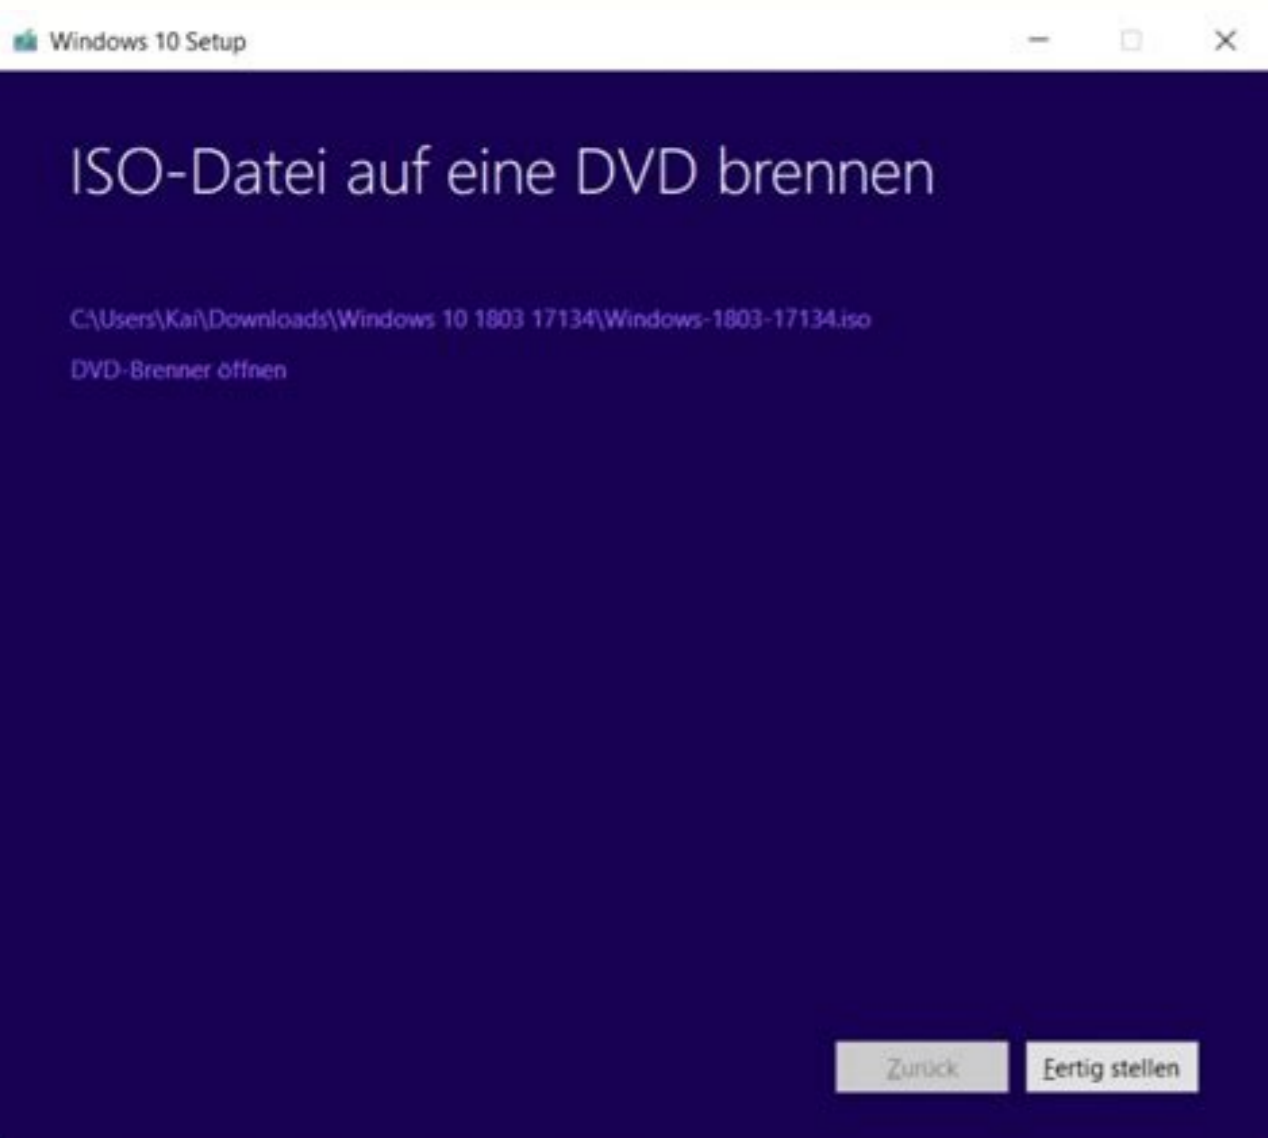 Windows 10 Setup
ISO-Datei auf eine DVD brennen
C:\Users\Kai\Downloads\Windows 10 1803 17134\Windows-1803-17134.iso
DVD-Brenner öffnen
Zurück
Fertig stellen